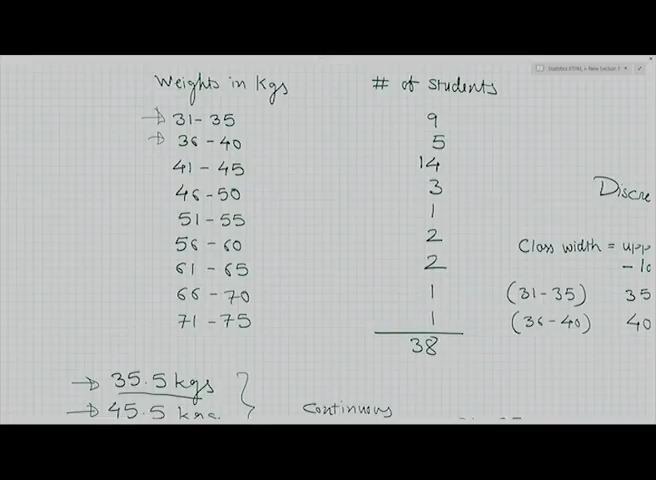 Weights in Kgs # of students
31-35 9
36-40 5
41-45 14
46-50 3
51-55 1
56-60 2
61-65 2
66-70 1
71-75 1
38
Discre
Class width = upp
- lo
(31-35) 35
(36-40) 40
35.5 kgs
45.5 kgs
Continuous